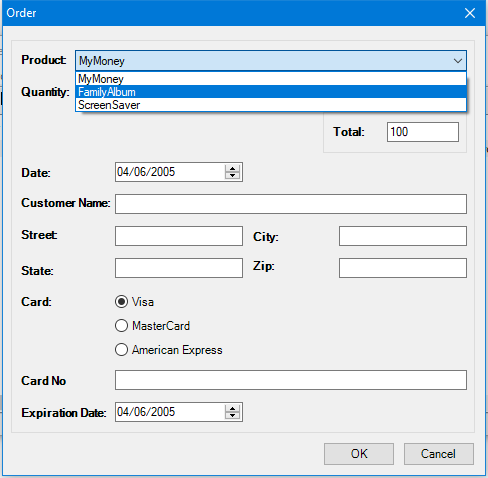 Order
Product: MyMoney
MyMoney
Quantity: FamilyAlbum
ScreenSaver
Total: 100
Date: 04/06/2005
Customer Name:
Street: City:
State: Zip:
Card: Visa
MasterCard
American Express
Card No
Expiration Date: 04/06/2005
OK Cancel